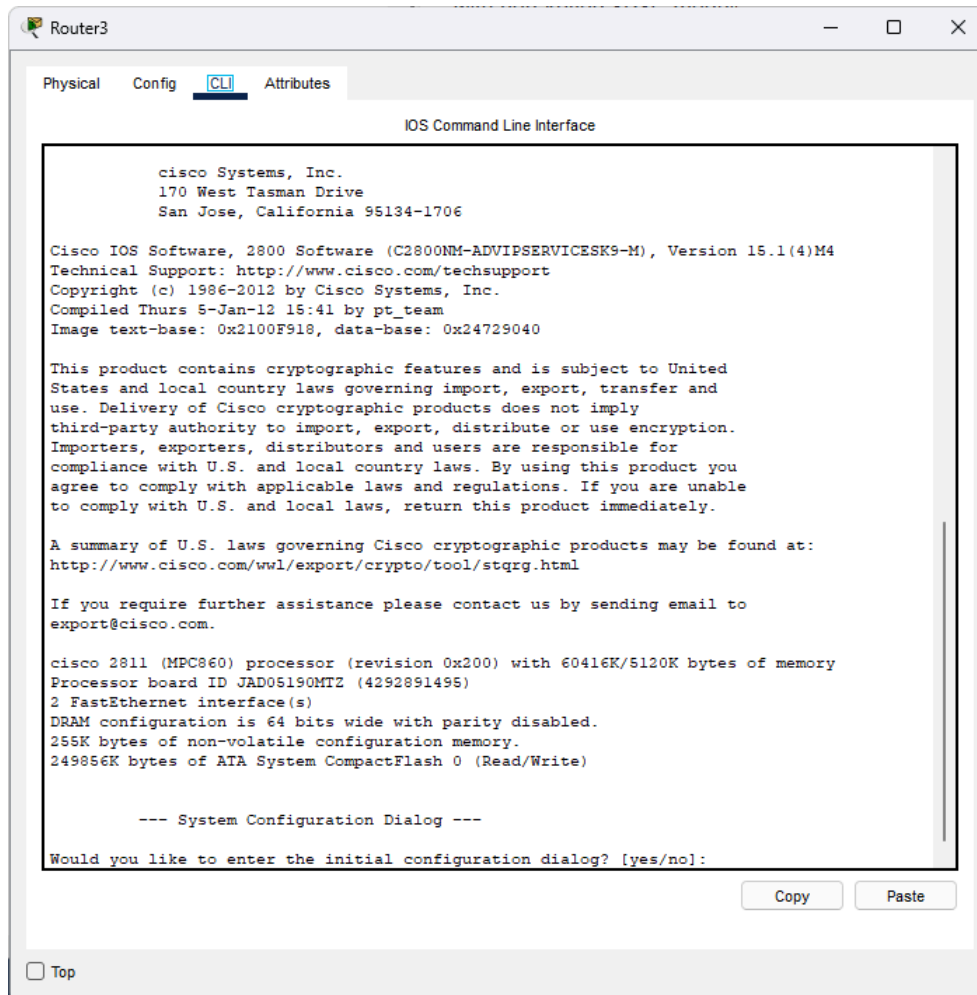 Router3
Physical Config CLI Attributes
IOS Command Line Interface
cisco Systems, Inc.
170 West Tasman Drive
San Jose, California 95134-1706
Cisco IOS Software, 2800 Software (C2800NM-ADVIPSERVICESK9-M), Version 15.1(4)M4
Technical Support: http://www.cisco.com/techsupport
Copyright (c) 1986-2012 by Cisco Systems, Inc.
Compiled Thurs 5-Jan-12 15:41 by pt_team
Image text-base: 0x2100F918, data-base: 0x24729040
This product contains cryptographic features and is subject to United
States and local country laws governing import, export, transfer and
use. Delivery of Cisco cryptographic products does not imply
third-party authority to import, export, distribute or use encryption.
Importers, exporters, distributors and users are responsible for
compliance with U.S. and local country laws. By using this product you
agree to comply with applicable laws and regulations. If you are unable
to comply with U.S. and local laws, return this product immediately.
A summary of U.S. laws governing Cisco cryptographic products may be found at:
http://www.cisco.com/wwl/export/crypto/tool/stqrg.html
If you require further assistance please contact us by sending email to
export@cisco.com.
cisco 2811 (MPC860) processor (revision 0x200) with 60416K/5120K bytes of memory
Processor board ID JAD05190MTZ (4292891495)
2 FastEthernet interface(s)
DRAM configuration is 64 bits wide with parity disabled.
255K bytes of non-volatile configuration memory.
249856K bytes of ATA System CompactFlash 0 (Read/Write)
--- System Configuration Dialog ---
Would you like to enter the initial configuration dialog? [yes/no]:
Copy Paste
Top